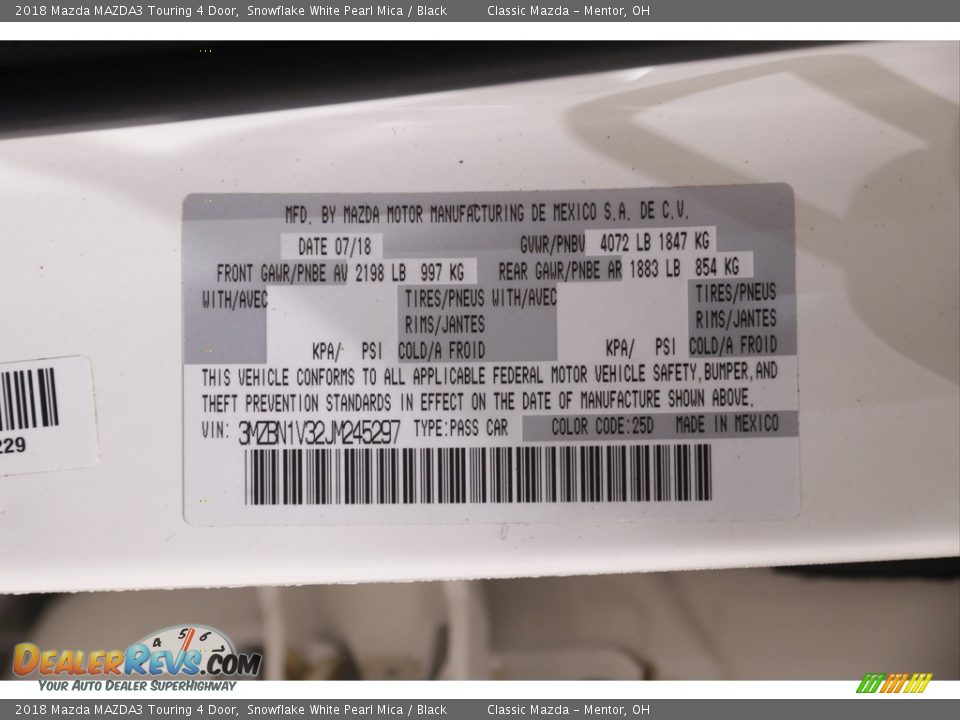 2018 Mazda MAZDA3 Touring 4 Door, Snowflake White Pearl Mica / Black Classic Mazda - Mentor, OH
MFD. BY MAZDA MOTOR MANUFACTURING DE MEXICO S.A. DE C.V.
DATE 07/18 GVWR/PNBV 4072 LB 1847 KG
FRONT GAWR/PNBE AV 2198 LB 997 KG REAR GAWR/PNBE AR 1883 LB 854 KG
WITH/AVEC TIRES/PNEUS WITH/AVEC TIRES/PNEUS
RIMS/JANTES RIMS/JANTES
KPA/ PSI COLD/A FROID KPA/ PSI COLD/A FROID
THIS VEHICLE CONFORMS TO ALL APPLICABLE FEDERAL MOTOR VEHICLE SAFETY, BUMPER, AND
THEFT PREVENTION STANDARDS IN EFFECT ON THE DATE OF MANUFACTURE SHOWN ABOVE.
VIN: 3MZBN1V32JM245297 TYPE:PASS CAR COLOR CODE:25D MADE IN MEXICO
229
4 5 6 7
DEALERREVS.COM
YOUR AUTO DEALER SUPERHIGHWAY
2018 Mazda MAZDA3 Touring 4 Door, Snowflake White Pearl Mica / Black Classic Mazda - Mentor, OH